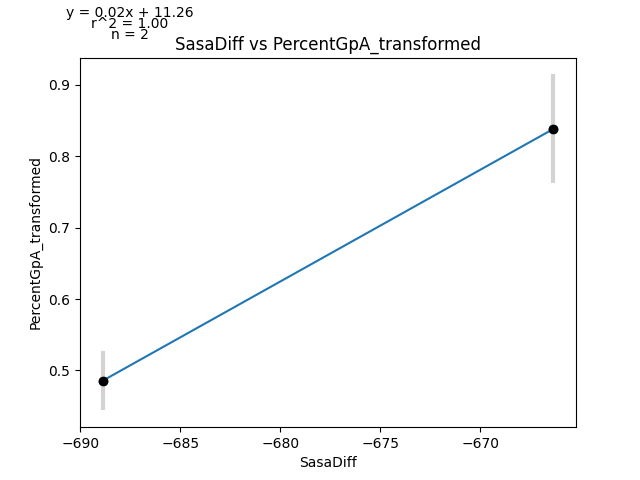 y = 0.02x + 11.26
r^2 = 1.00
n = 2
SasaDiff vs PercentGpA_transformed
0.9
0.8
0.7
0.6
0.5
PercentGpA_transformed
−690
−685
−680
−675
−670
SasaDiff